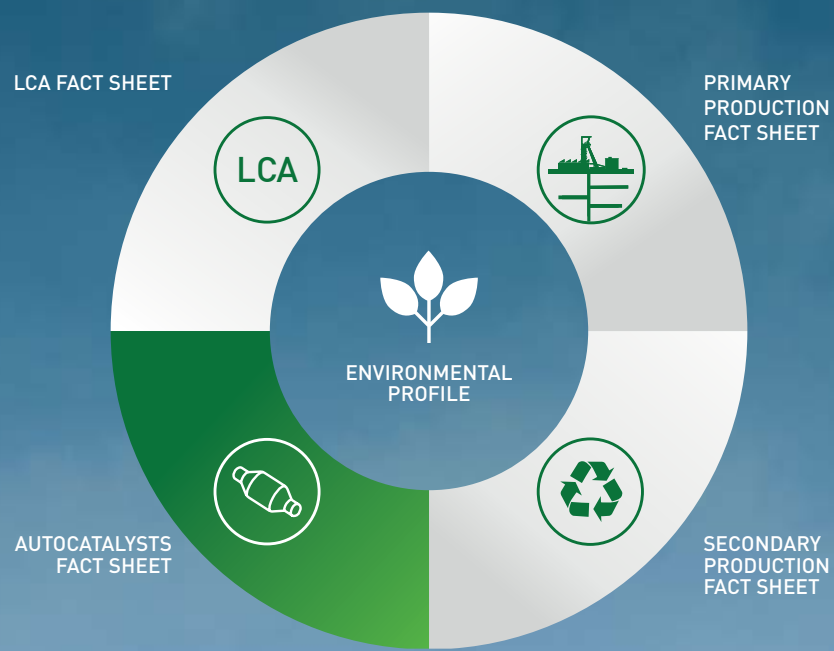 LCA FACT SHEET
PRIMARY
PRODUCTION
FACT SHEET
LCA
ENVIRONMENTAL
PROFILE
AUTOCATALYSTS
FACT SHEET
SECONDARY
PRODUCTION
FACT SHEET